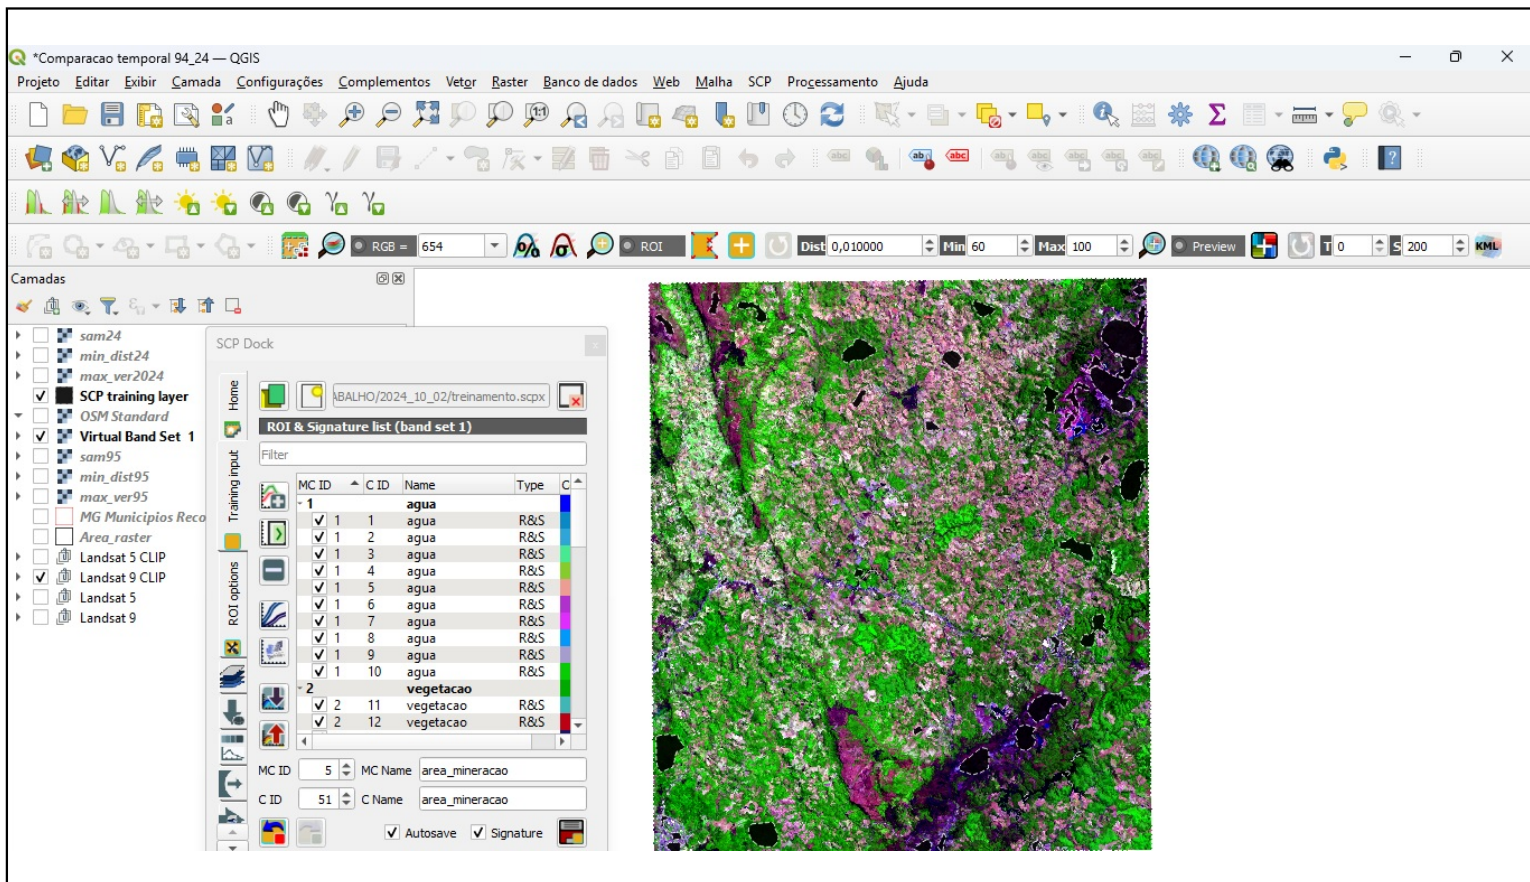 *Comparacao temporal 94_24 — QGIS
Projeto Editar Exibir Camada Configurações Complementos Vetor Raster Banco de dados Web Malha SCP Processamento Ajuda
RGB = 654 ROI Dist 0,010000 Min 60 Max 100 Preview T 0 S 200 KML
Camadas
sam24
min_dist24
max_ver2024
SCP training layer
OSM Standard
Virtual Band Set 1
sam95
min_dist95
max_ver95
MG Municipios Reco
Area_raster
Landsat 5 CLIP
Landsat 9 CLIP
Landsat 5
Landsat 9
SCP Dock
Home
Training input
ROI options
\BALHO/2024_10_02/treinamento.scpx
ROI & Signature list (band set 1)
Filter
MC ID C ID Name Type C
1 agua
1 1 agua R&S
1 2 agua R&S
1 3 agua R&S
1 4 agua R&S
1 5 agua R&S
1 6 agua R&S
1 7 agua R&S
1 8 agua R&S
1 9 agua R&S
1 10 agua R&S
2 vegetacao
2 11 vegetacao R&S
2 12 vegetacao R&S
MC ID 5 MC Name area_mineracao
C ID 51 C Name area_mineracao
Autosave Signature